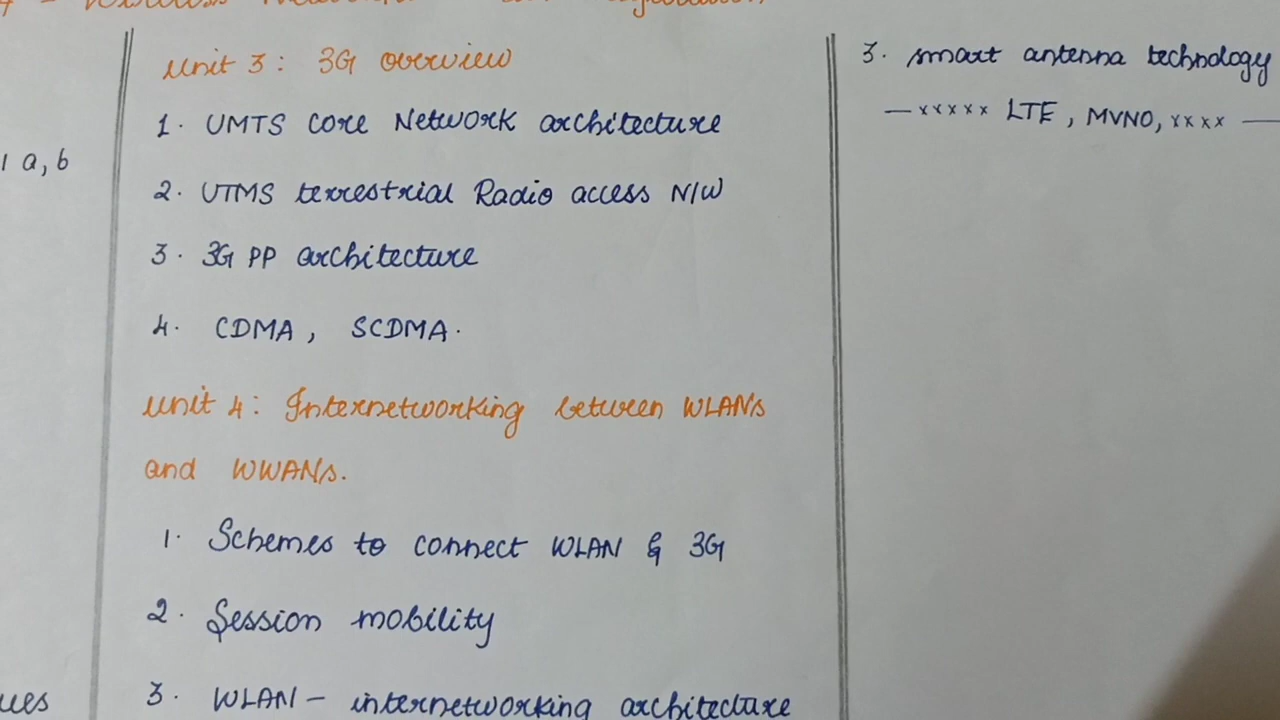 Unit 3: 3G overview
1. UMTS core Network architecture
2. UTMS terrestrial Radio access N/W
3. 3G PP architecture
4. CDMA, SCDMA.
Unit 4: Internetworking between WLANs
and WWANs.
1. Schemes to connect WLAN & 3G
2. Session mobility
3. WLAN - internetworking architecture
3. smart antenna technology
— xxxxx LTE, MVNO, xxxx —
1 a, b
ues